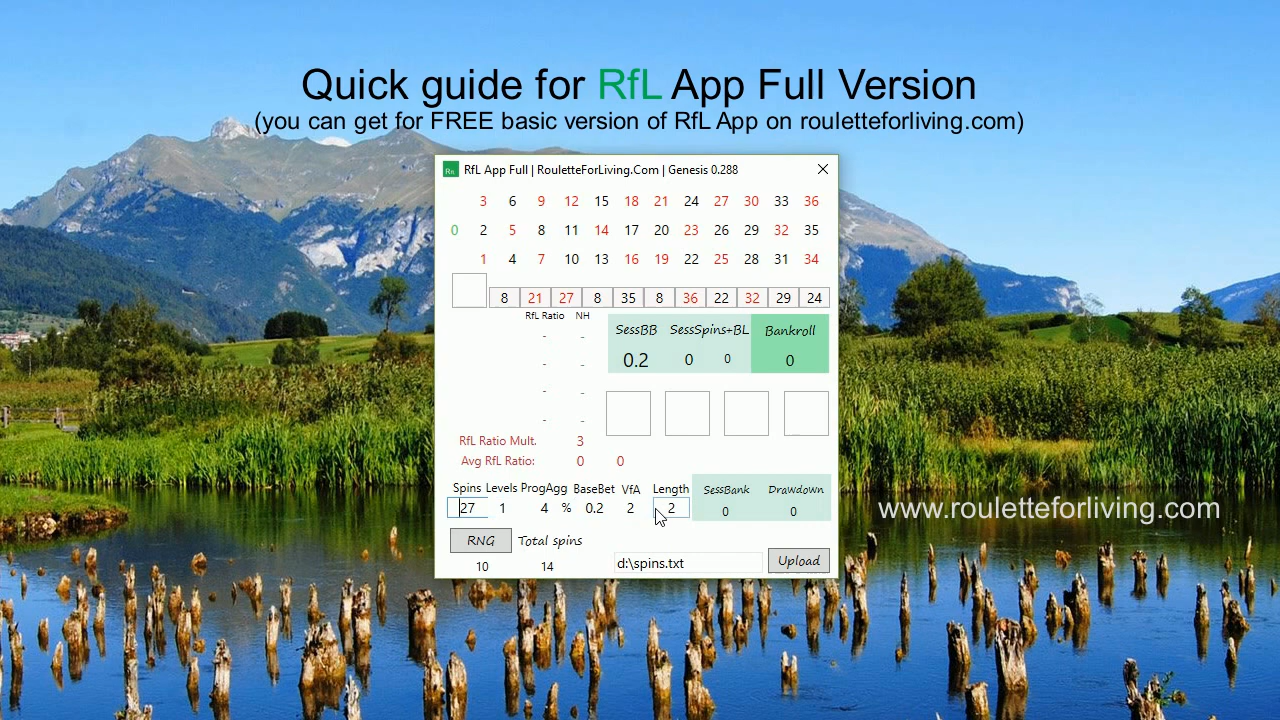 Quick guide for RfL App Full Version
(you can get for FREE basic version of RfL App on rouletteforliving.com)
RfL App Full | RouletteForLiving.Com | Genesis 0.288
3 6 9 12 15 18 21 24 27 30 33 36
0 2 5 8 11 14 17 20 23 26 29 32 35
1 4 7 10 13 16 19 22 25 28 31 34
8 21 27 8 35 8 36 22 32 29 24
RfL Ratio NH
SessBB SessSpins+BL Bankroll
0.2 0 0 0
- -
- -
- -
- -
RfL Ratio Mult. 3
Avg RfL Ratio: 0 0
Spins Levels ProgAgg BaseBet VfA Length SessBank Drawdown
27 1 4 % 0.2 2 2 0 0
www.rouletteforliving.com
RNG Total spins
10 14
d:\spins.txt Upload